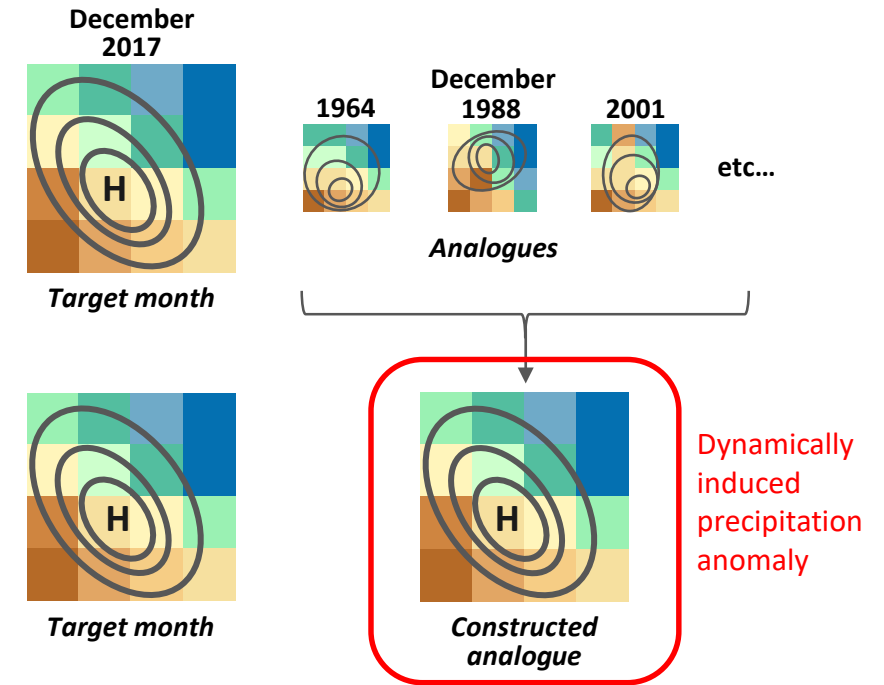 December
2017
H
Target month
December
1964
1988
2001
etc…
Analogues
H
Target month
H
Constructed
analogue
Dynamically
induced
precipitation
anomaly